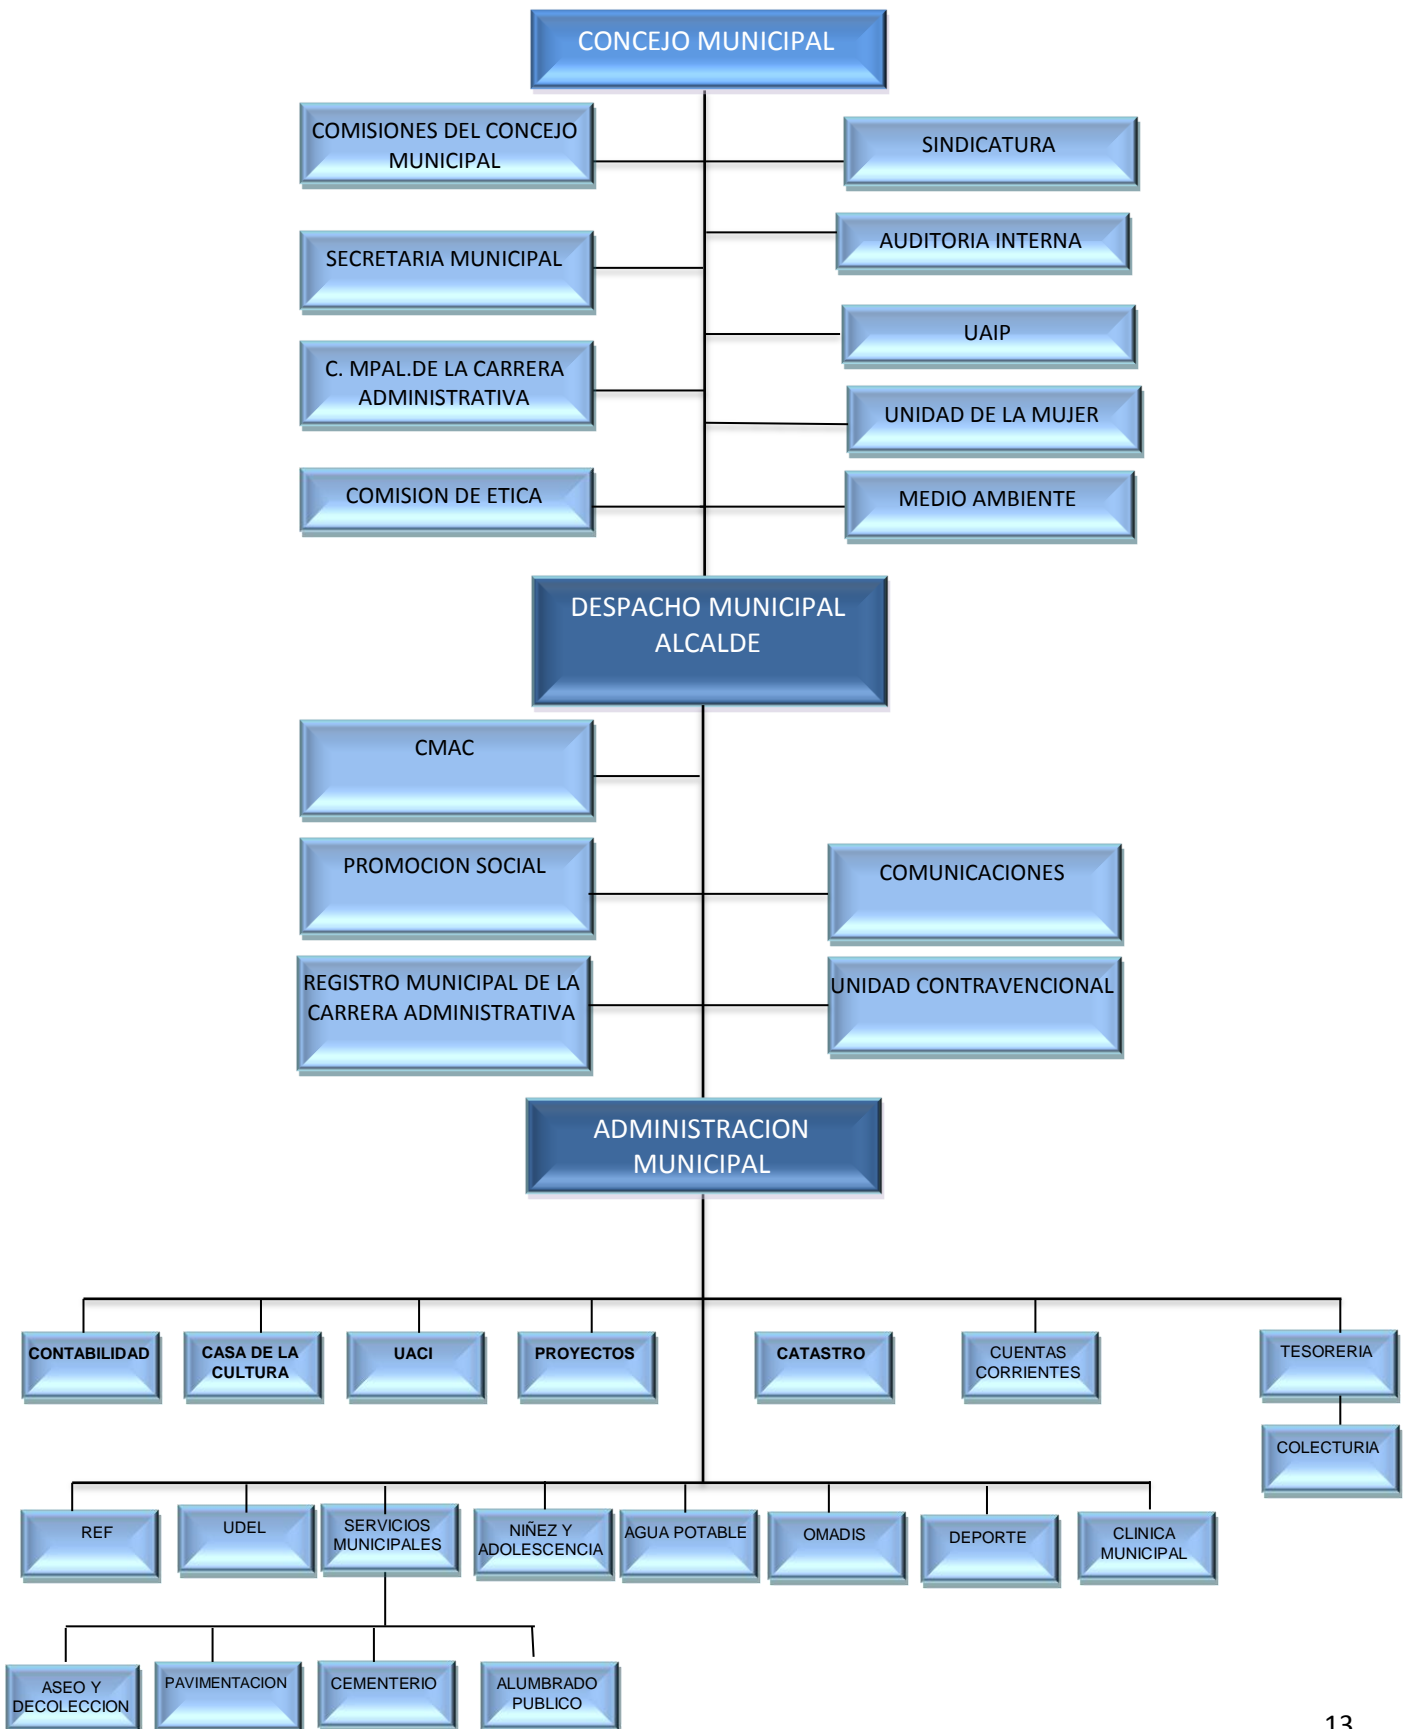 CONCEJO MUNICIPAL
COMISIONES DEL CONCEJO
MUNICIPAL
SINDICATURA
SECRETARIA MUNICIPAL
AUDITORIA INTERNA
UAIP
C. MPAL.DE LA CARRERA
ADMINISTRATIVA
UNIDAD DE LA MUJER
COMISION DE ETICA
MEDIO AMBIENTE
DESPACHO MUNICIPAL
ALCALDE
CMAC
PROMOCION SOCIAL
COMUNICACIONES
REGISTRO MUNICIPAL DE LA
CARRERA ADMINISTRATIVA
UNIDAD CONTRAVENCIONAL
ADMINISTRACION
MUNICIPAL
CONTABILIDAD
CASA DE LA
CULTURA
UACI
PROYECTOS
CATASTRO
CUENTAS
CORRIENTES
TESORERIA
COLECTURIA
REF
UDEL
SERVICIOS
MUNICIPALES
NIÑEZ Y
ADOLESCENCIA
AGUA POTABLE
OMADIS
DEPORTE
CLINICA
MUNICIPAL
ASEO Y
DECOLECCION
PAVIMENTACION
CEMENTERIO
ALUMBRADO
PUBLICO
13